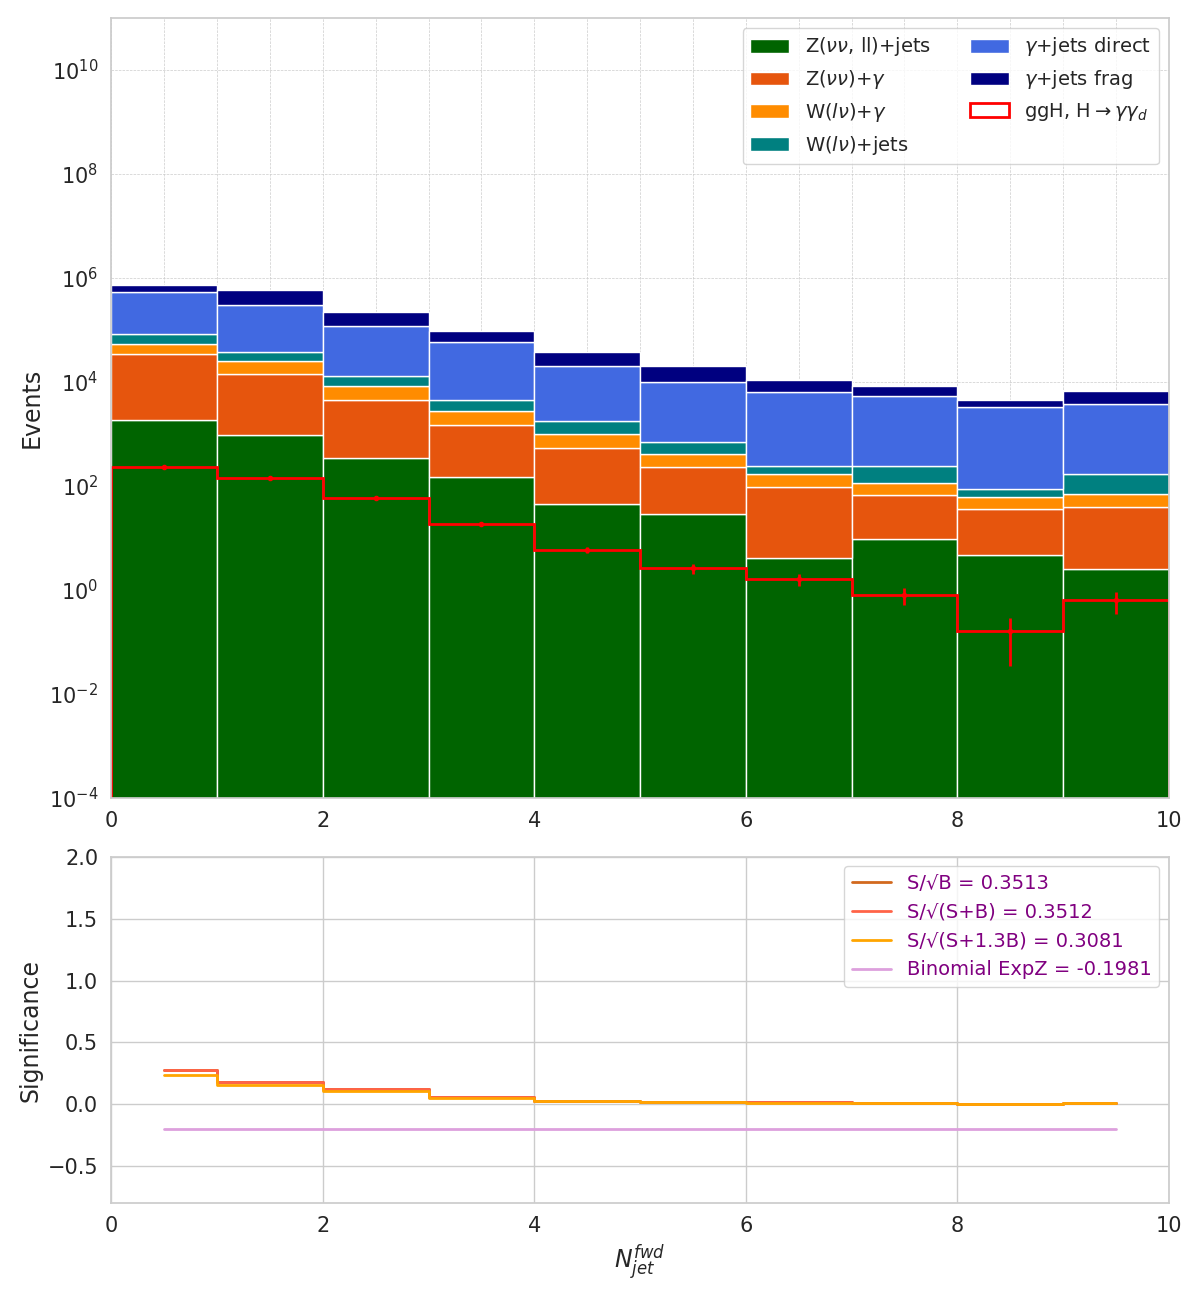 Z(νν, ll)+jets
Z(νν)+γ
W(lν)+γ
W(lν)+jets
γ+jets direct
γ+jets frag
ggH, H→γγ_d
Events
10^10
10^8
10^6
10^4
10^2
10^0
10^−2
10^−4
0 2 4 6 8 10
S/√B = 0.3513
S/√(S+B) = 0.3512
S/√(S+1.3B) = 0.3081
Binomial ExpZ = -0.1981
Significance
2.0
1.5
1.0
0.5
0.0
−0.5
0 2 4 6 8 10
N_jet^fwd